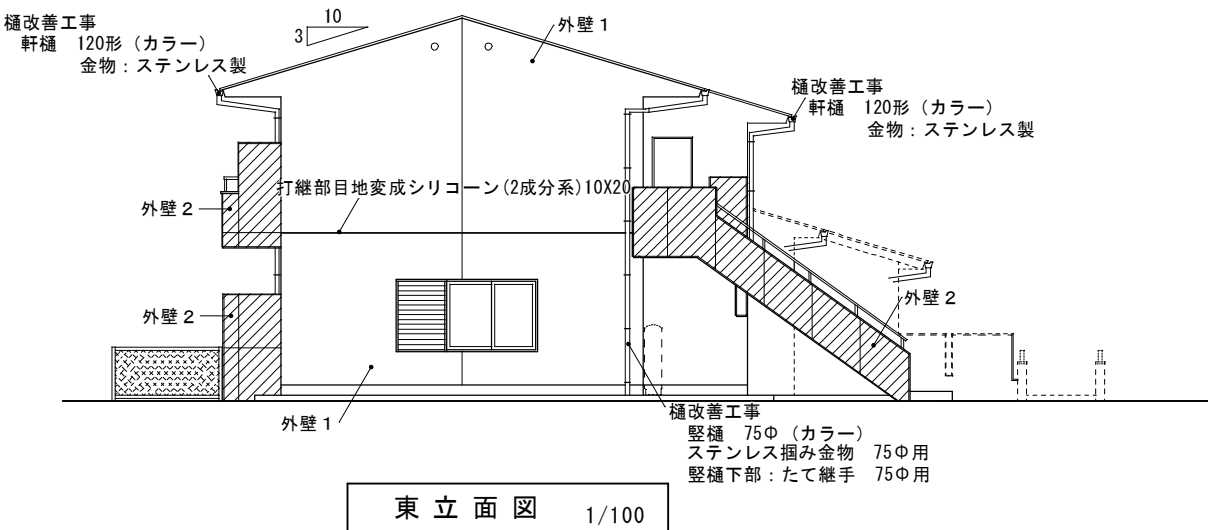 樋改善工事
軒樋 120形(カラー)
金物:ステンレス製
10
3
外壁1
樋改善工事
軒樋 120形(カラー)
金物:ステンレス製
打継部目地変成シリコーン(2成分系)10X20
外壁2
外壁2
外壁2
外壁1
樋改善工事
竪樋 75Φ(カラー)
ステンレス掴み金物 75Φ用
竪樋下部:たて継手 75Φ用
東立面図 1/100